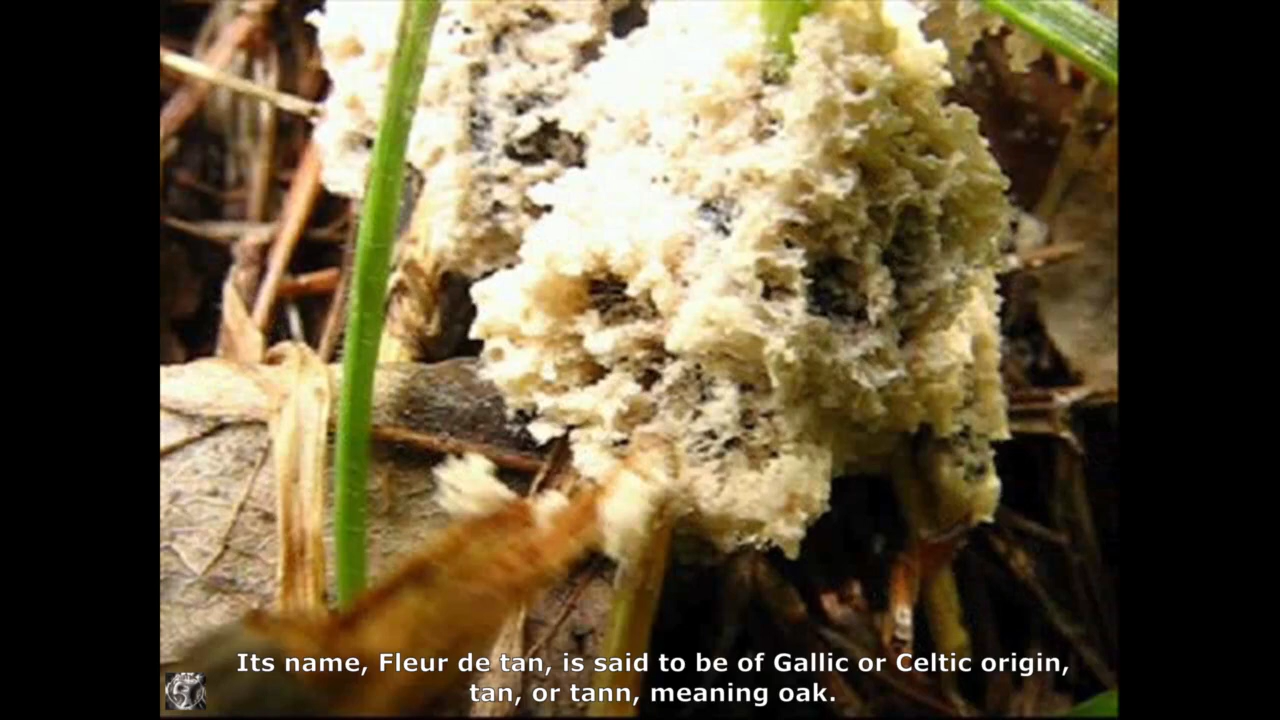 Its name, Fleur de tan, is said to be of Gallic or Celtic origin,
tan, or tann, meaning oak.